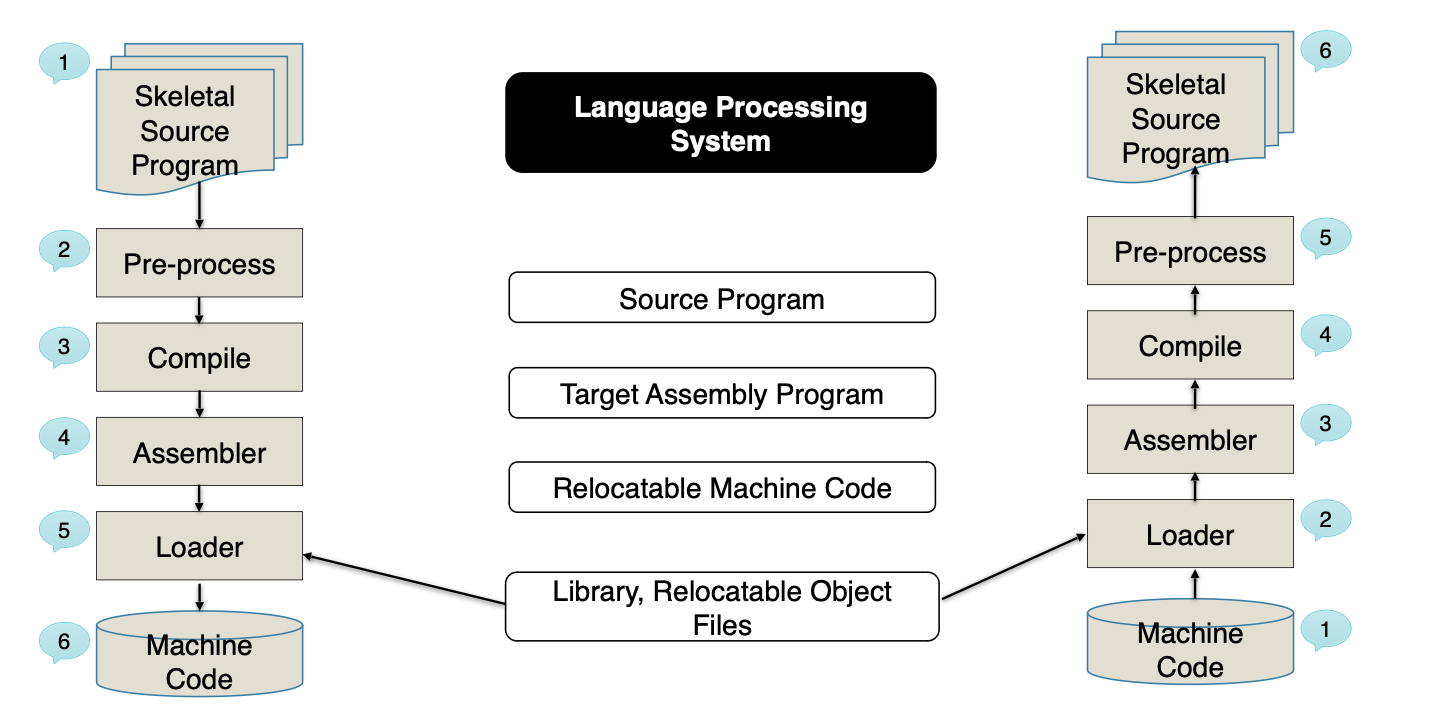 1
Skeletal
Source
Program
2
Pre-process
3
Compile
4
Assembler
5
Loader
6
Machine
Code
Language Processing
System
Source Program
Target Assembly Program
Relocatable Machine Code
Library, Relocatable Object
Files
6
Skeletal
Source
Program
5
Pre-process
4
Compile
3
Assembler
2
Loader
1
Machine
Code